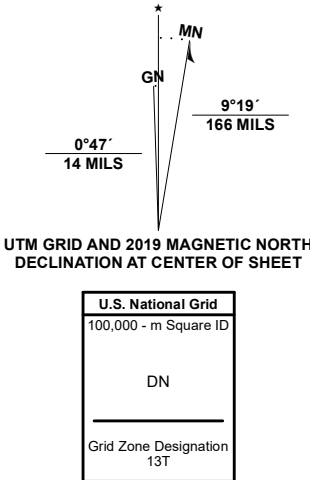 ★
MN
GN
9°19´
166 MILS
0°47´
14 MILS
UTM GRID AND 2019 MAGNETIC NORTH
DECLINATION AT CENTER OF SHEET
U.S. National Grid
100,000 - m Square ID
DN
Grid Zone Designation
13T